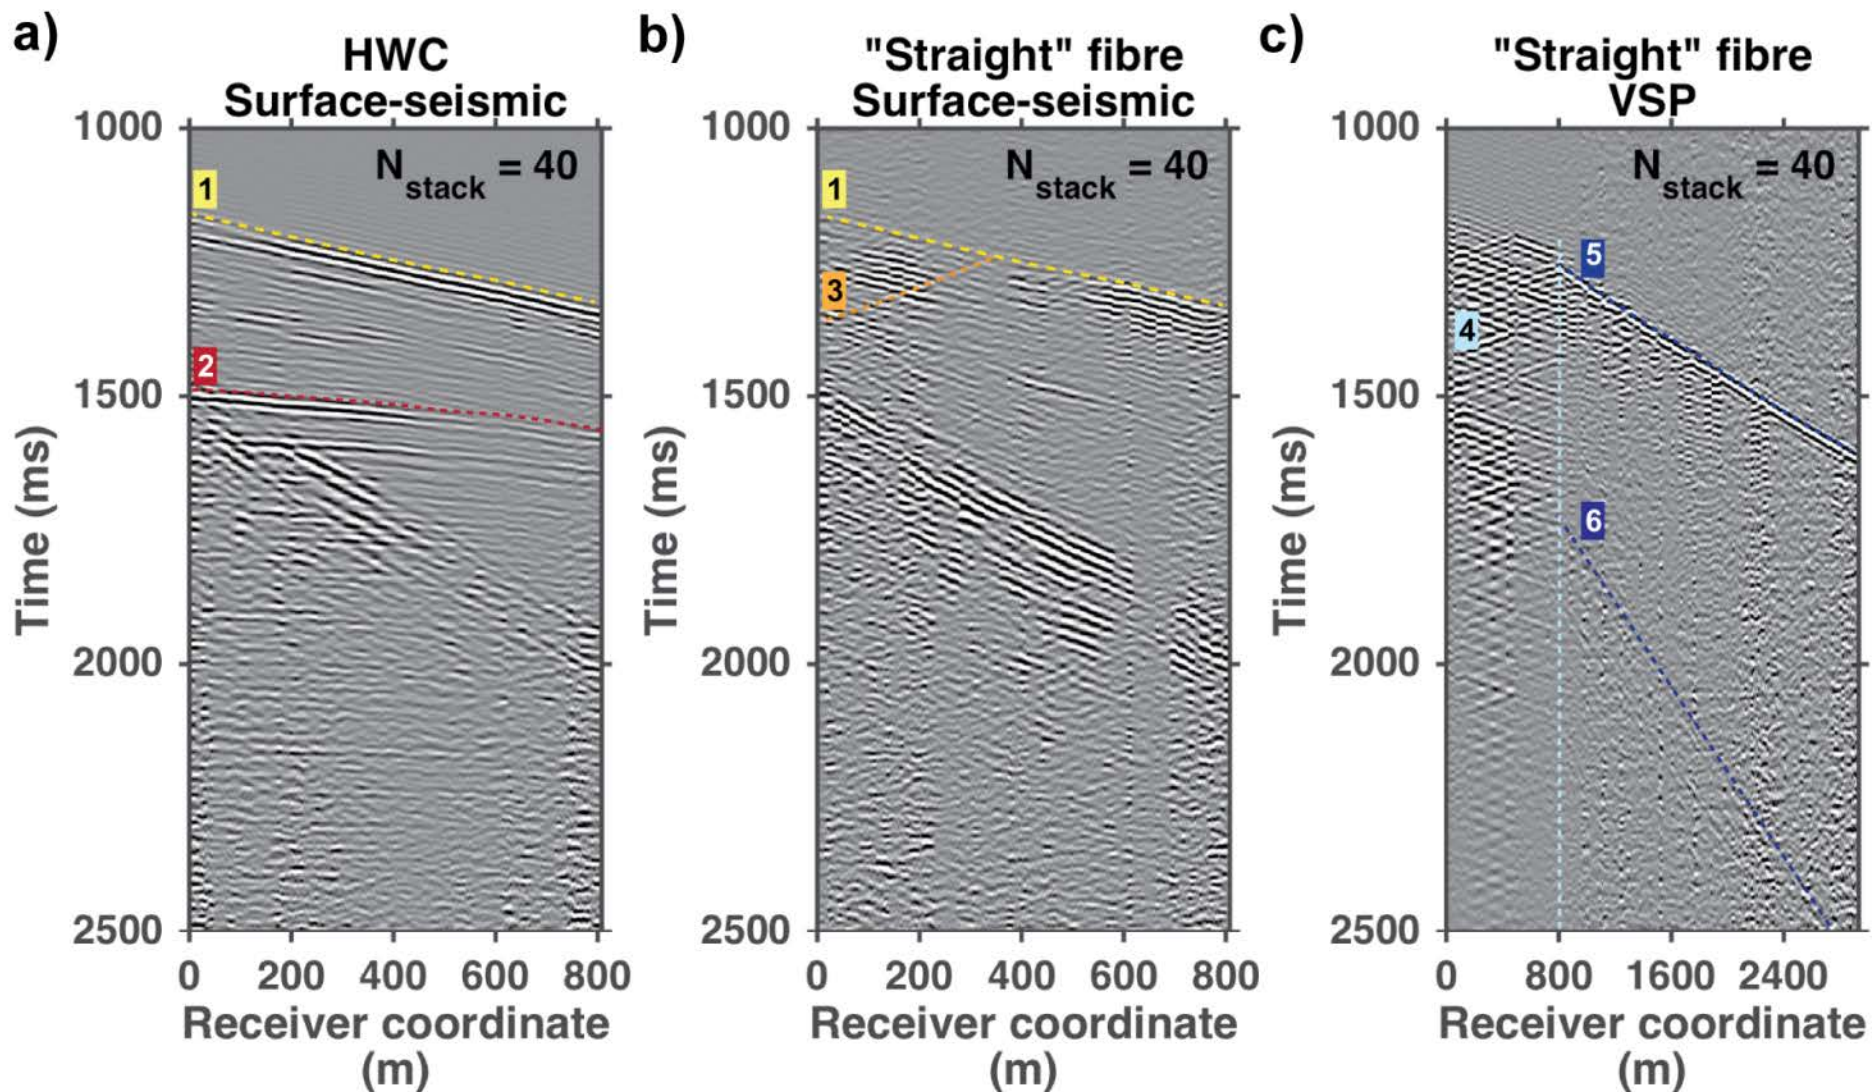 a)
HWC
Surface-seismic
1000
1500
2000
2500
Time (ms)
N stack = 40
1
2
0 200 400 600 800
Receiver coordinate
(m)
b)
"Straight" fibre
Surface-seismic
1000
1500
2000
2500
Time (ms)
N stack = 40
1
3
0 200 400 600 800
Receiver coordinate
(m)
c)
"Straight" fibre
VSP
1000
1500
2000
2500
Time (ms)
N stack = 40
5
4
6
0 800 1600 2400
Receiver coordinate
(m)